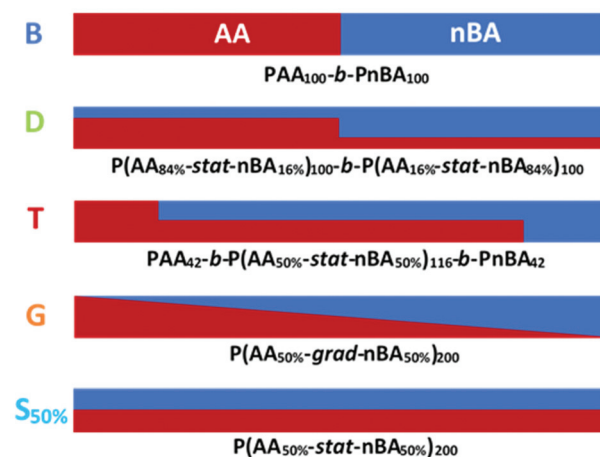 B AA nBA
PAA₁₀₀-b-PnBA₁₀₀
D
P(AA₈₄%-stat-nBA₁₆%)₁₀₀-b-P(AA₁₆%-stat-nBA₈₄%)₁₀₀
T
PAA₄₂-b-P(AA₅₀%-stat-nBA₅₀%)₁₁₆-b-PnBA₄₂
G
P(AA₅₀%-grad-nBA₅₀%)₂₀₀
S₅₀%
P(AA₅₀%-stat-nBA₅₀%)₂₀₀